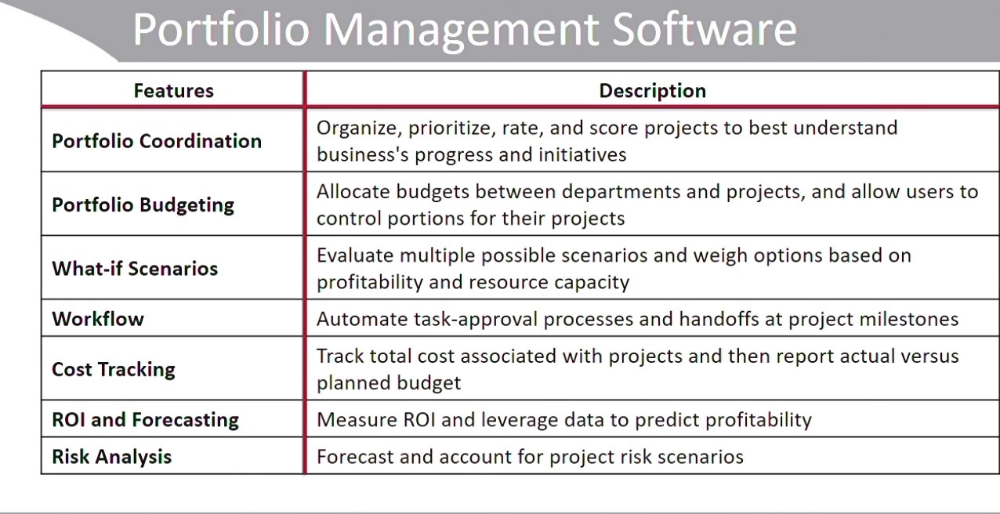 Portfolio Management Software
Features
Description
Portfolio Coordination
Organize, prioritize, rate, and score projects to best understand
business's progress and initiatives
Portfolio Budgeting
Allocate budgets between departments and projects, and allow users to
control portions for their projects
What-if Scenarios
Evaluate multiple possible scenarios and weigh options based on
profitability and resource capacity
Workflow
Automate task-approval processes and handoffs at project milestones
Cost Tracking
Track total cost associated with projects and then report actual versus
planned budget
ROI and Forecasting
Measure ROI and leverage data to predict profitability
Risk Analysis
Forecast and account for project risk scenarios